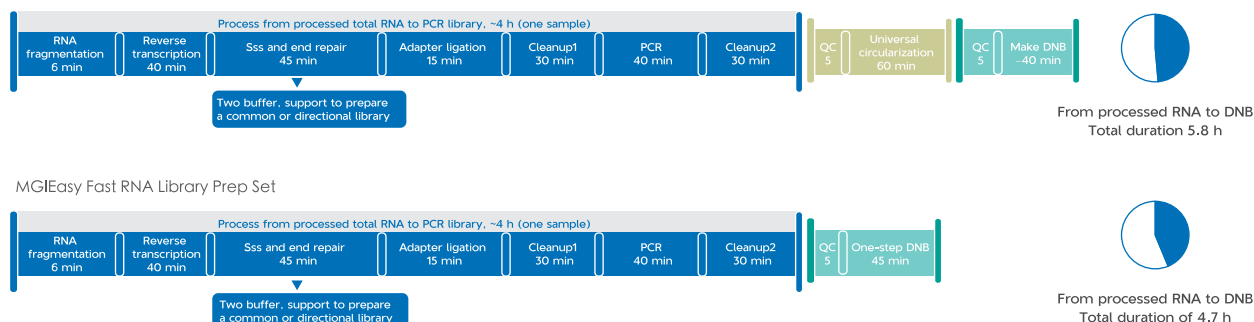 Process from processed total RNA to PCR library, ~4 h (one sample)
RNA
fragmentation
6 min
Reverse
transcription
40 min
Sss and end repair
45 min
Adapter ligation
15 min
Cleanup1
30 min
PCR
40 min
Cleanup2
30 min
QC
5
Universal
circularization
60 min
QC
5
Make DNB
~40 min
Two buffer, support to prepare
a common or directional library
From processed RNA to DNB
Total duration 5.8 h
MGIEasy Fast RNA Library Prep Set
Process from processed total RNA to PCR library, ~4 h (one sample)
RNA
fragmentation
6 min
Reverse
transcription
40 min
Sss and end repair
45 min
Adapter ligation
15 min
Cleanup1
30 min
PCR
40 min
Cleanup2
30 min
QC
5
One-step DNB
45 min
Two buffer, support to prepare
a common or directional library
From processed RNA to DNB
Total duration of 4.7 h